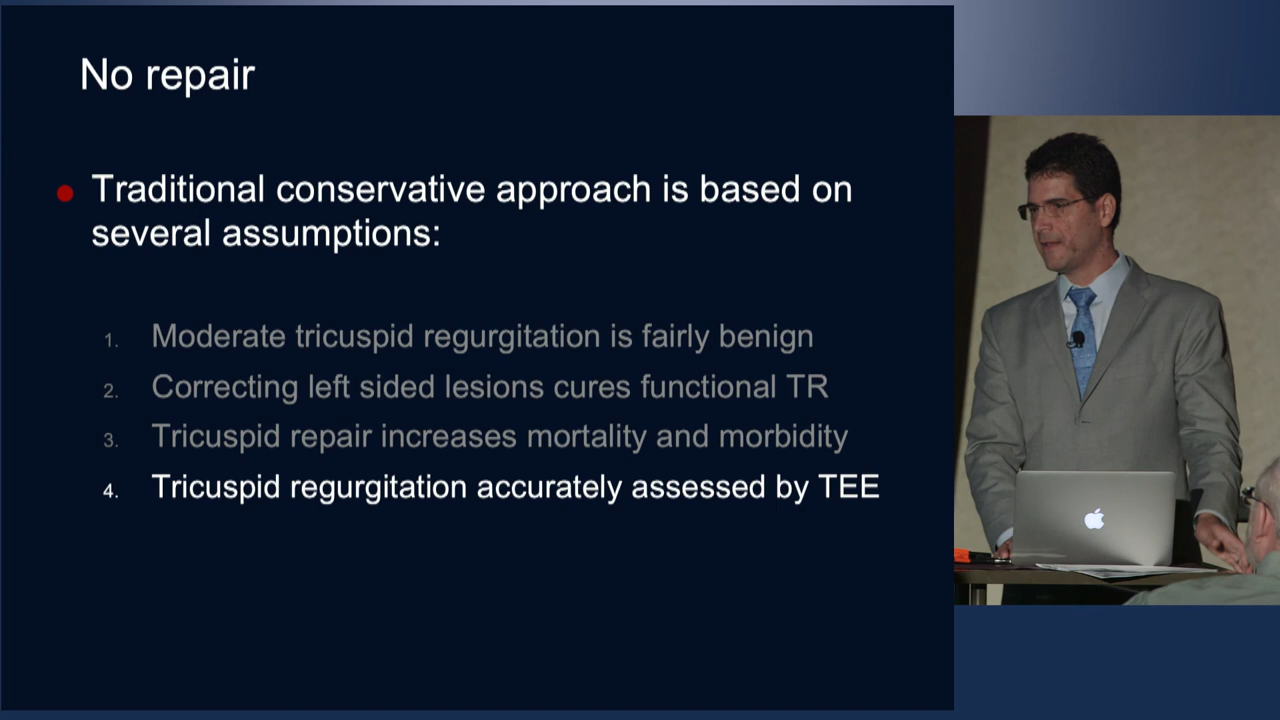 No repair
Traditional conservative approach is based on
several assumptions:
1. Moderate tricuspid regurgitation is fairly benign
2. Correcting left sided lesions cures functional TR
3. Tricuspid repair increases mortality and morbidity
4. Tricuspid regurgitation accurately assessed by TEE